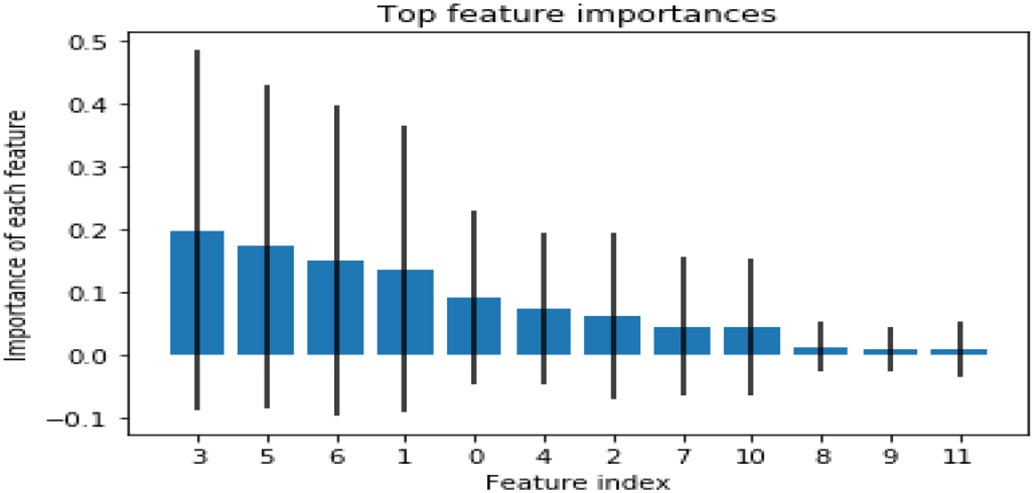 Top feature importances
Importance of each feature
0.5
0.4
0.3
0.2
0.1
0.0
−0.1
3 5 6 1 0 4 2 7 10 8 9 11
Feature index